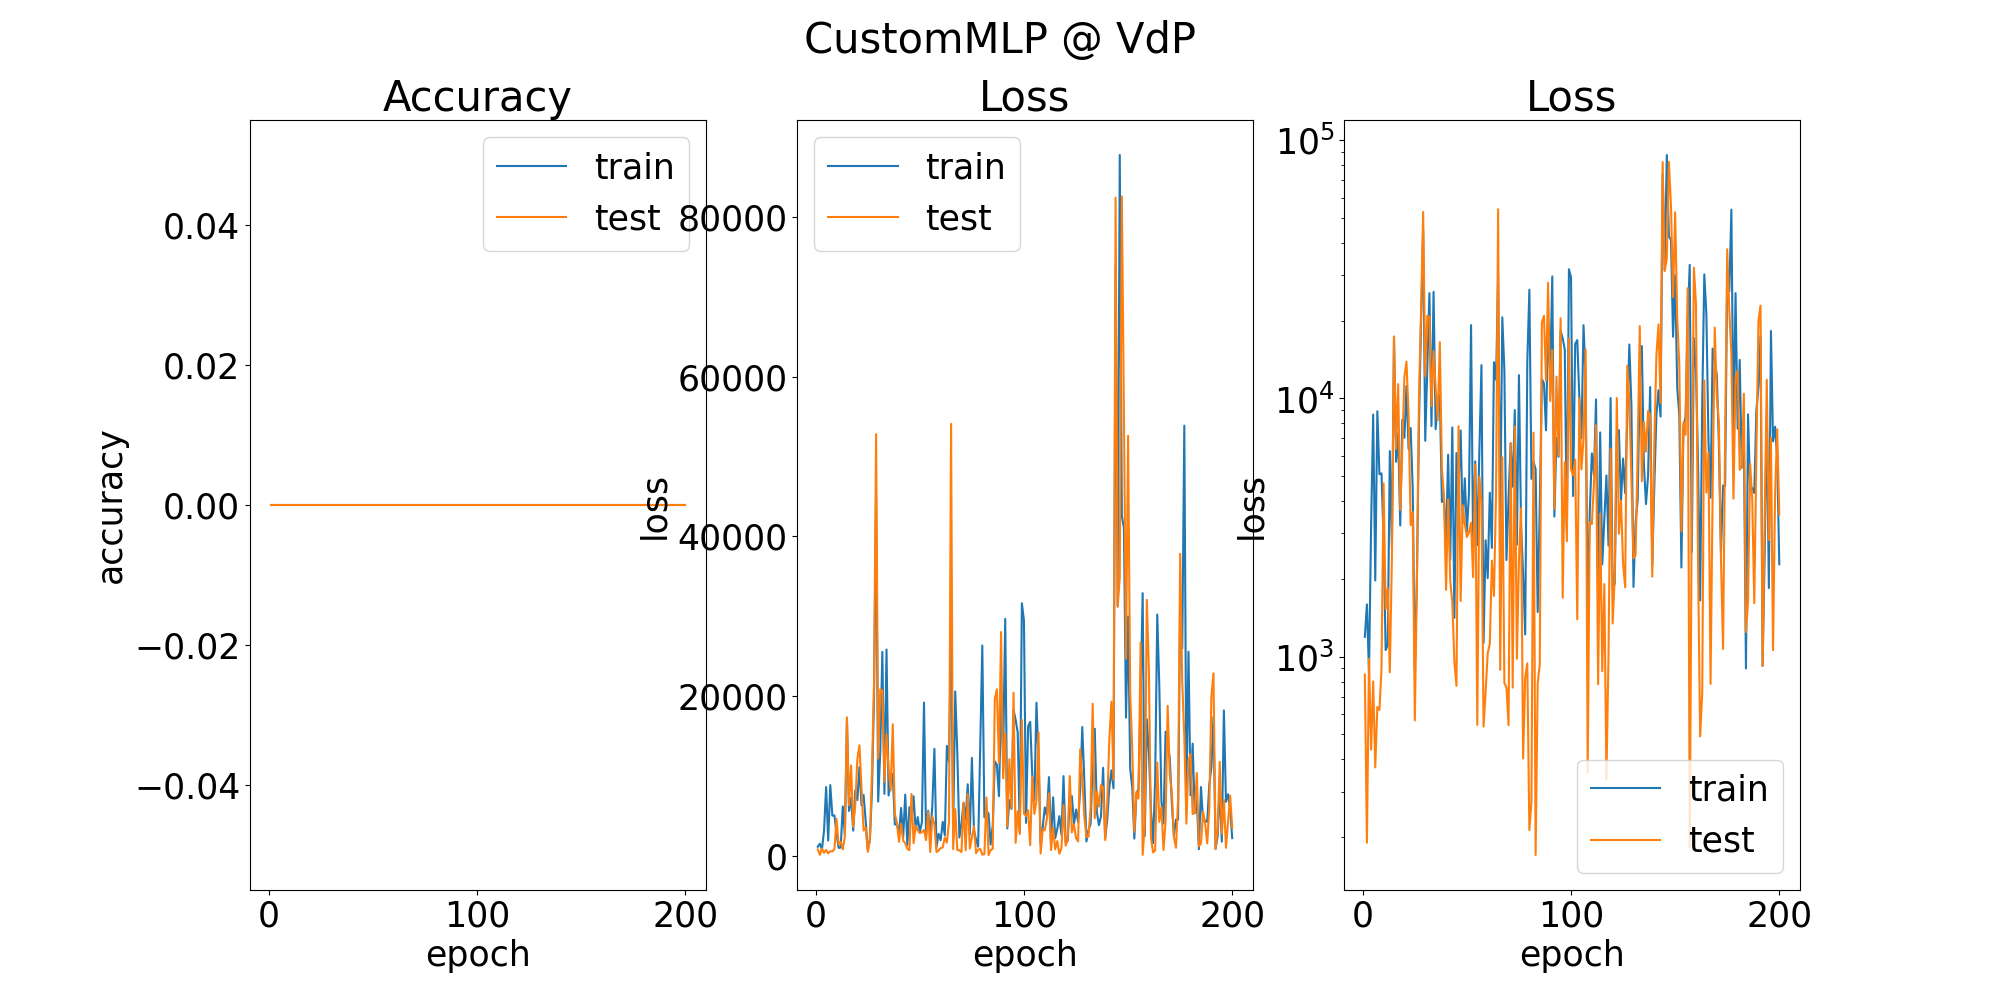 CustomMLP @ VdP
Accuracy
train
test
0.04
0.02
0.00
−0.02
−0.04
accuracy
0
100
200
epoch
Loss
train
test
80000
60000
40000
20000
0
loss
0
100
200
epoch
Loss
10^5
10^4
10^3
loss
train
test
0
100
200
epoch